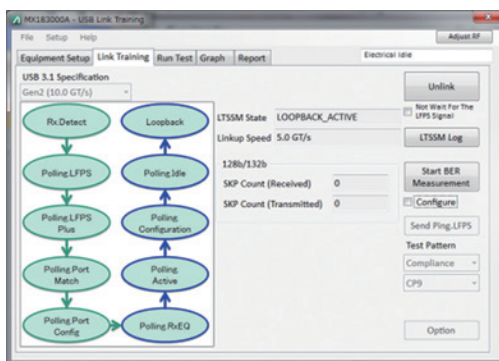 MX183000A - USB Link Training
File Setup Help
Adjust RF
Equipment Setup Link Training Run Test Graph Report
Electrical Idle
USB 3.1 Specification
Gen2 (10.0 GT/s)
Rx.Detect
Polling.LFPS
Polling.LFPS
Plus
Polling.Port
Match
Polling.Port
Config
Polling.RxEQ
Polling.
Active
Polling.
Configuration
Polling.Idle
Loopback
LTSSM State LOOPBACK_ACTIVE
Linkup Speed 5.0 GT/s
128b/132b
SKP Count (Received) 0
SKP Count (Transmitted) 0
Unlink
Not Wait For The
LFPS Signal
LTSSM Log
Start BER
Measurement
Configure
Send Ping.LFPS
Test Pattern
Compliance
CP9
Option